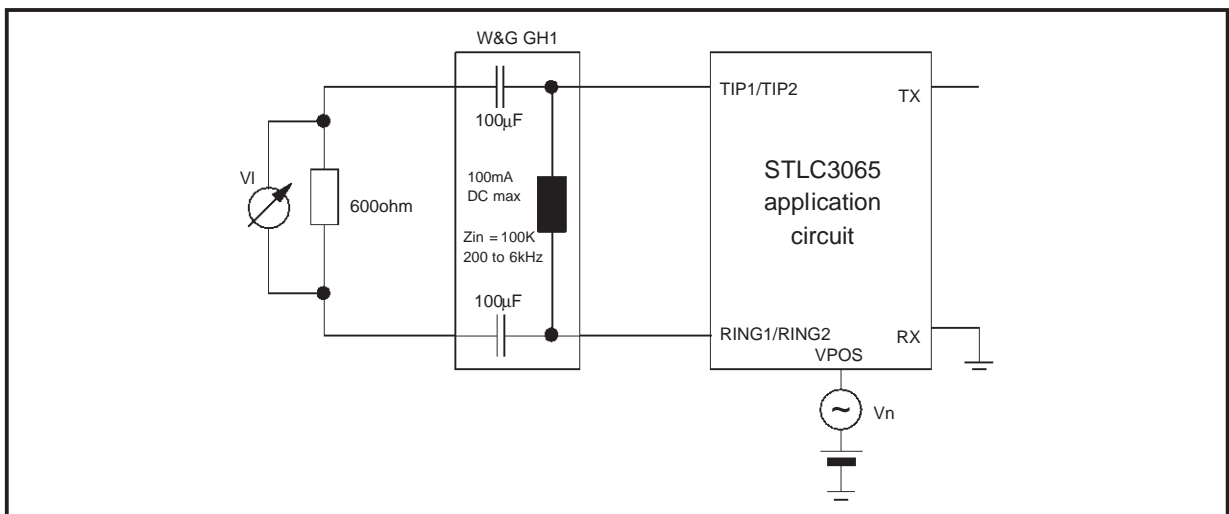 W&G GH1
TIP1/TIP2
TX
100μF
STLC3065
application
circuit
100mA
DC max
VI
600ohm
Zin = 100K
200 to 6kHz
100μF
RING1/RING2
RX
VPOS
~
Vn